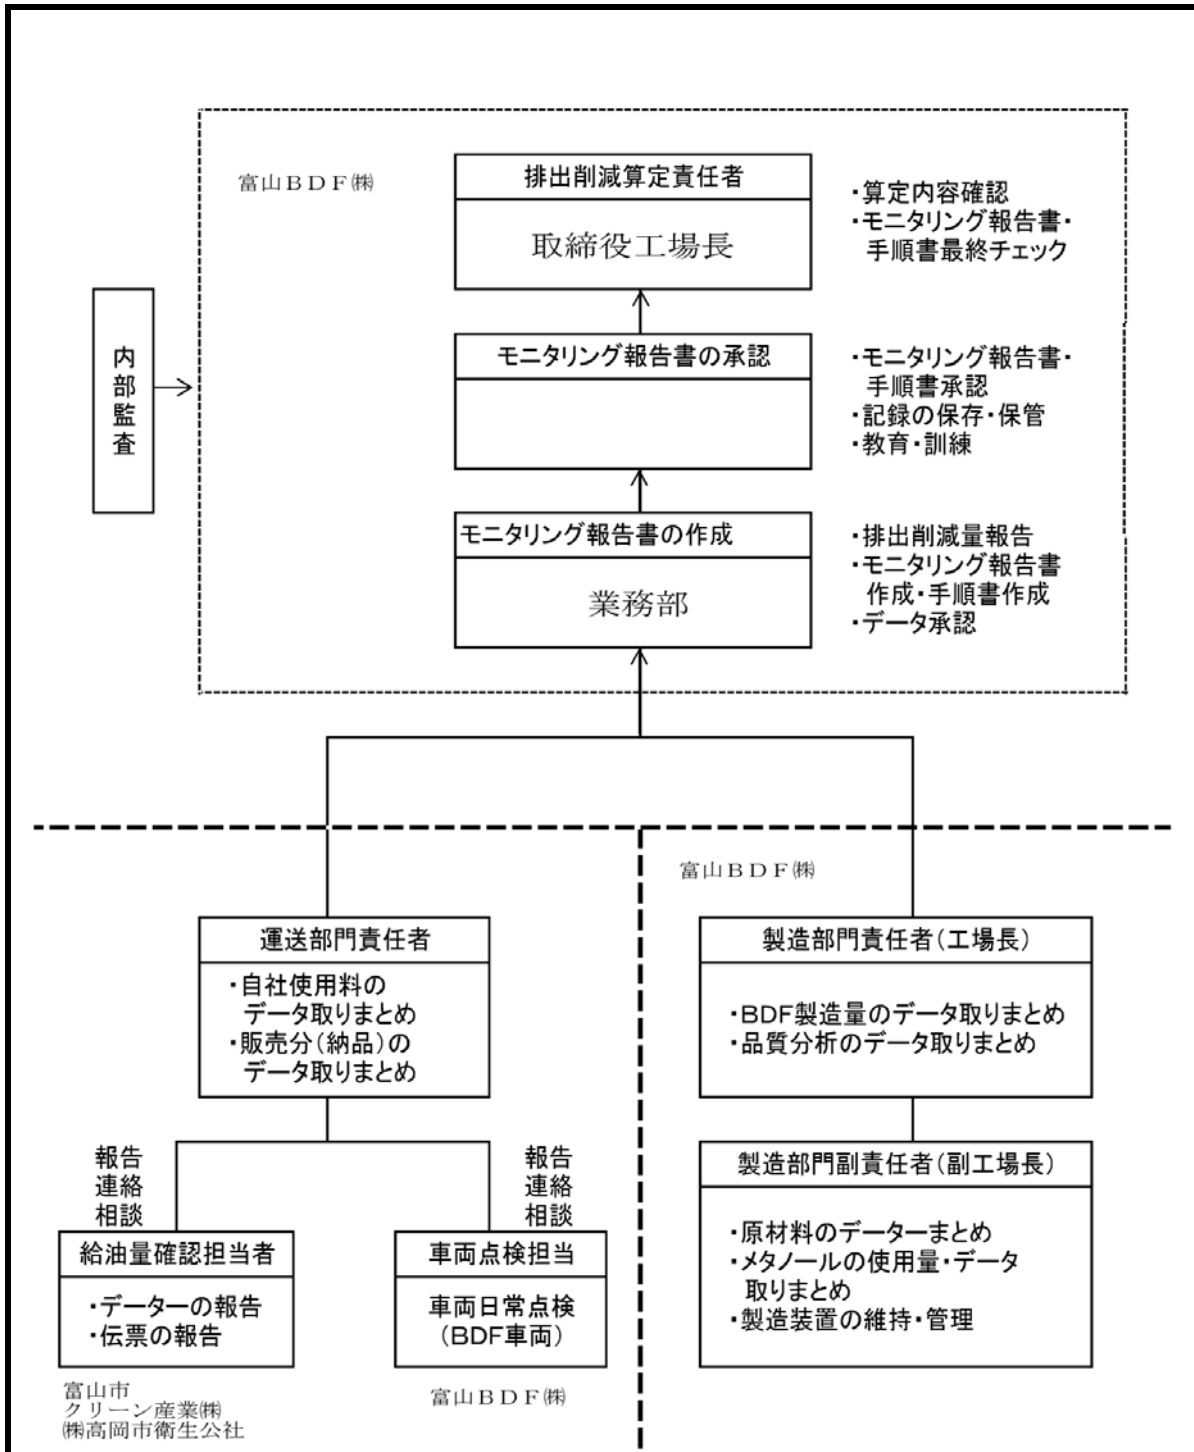 富山ＢＤＦ㈱
排出削減算定責任者
取締役工場長
・算定内容確認
・モニタリング報告書・
手順書最終チェック
内部監査
モニタリング報告書の承認
・モニタリング報告書・
手順書承認
・記録の保存・保管
・教育・訓練
モニタリング報告書の作成
業務部
・排出削減量報告
・モニタリング報告書
作成・手順書作成
・データ承認
運送部門責任者
・自社使用料の
データ取りまとめ
・販売分(納品)の
データ取りまとめ
報告
連絡
相談
報告
連絡
相談
給油量確認担当者
・データーの報告
・伝票の報告
富山市
クリーン産業㈱
㈱高岡市衛生公社
車両点検担当
車両日常点検
(BDF車両)
富山ＢＤＦ㈱
富山ＢＤＦ㈱
製造部門責任者(工場長)
・BDF製造量のデータ取りまとめ
・品質分析のデータ取りまとめ
製造部門副責任者(副工場長)
・原材料のデーターまとめ
・メタノールの使用量・データ
取りまとめ
・製造装置の維持・管理